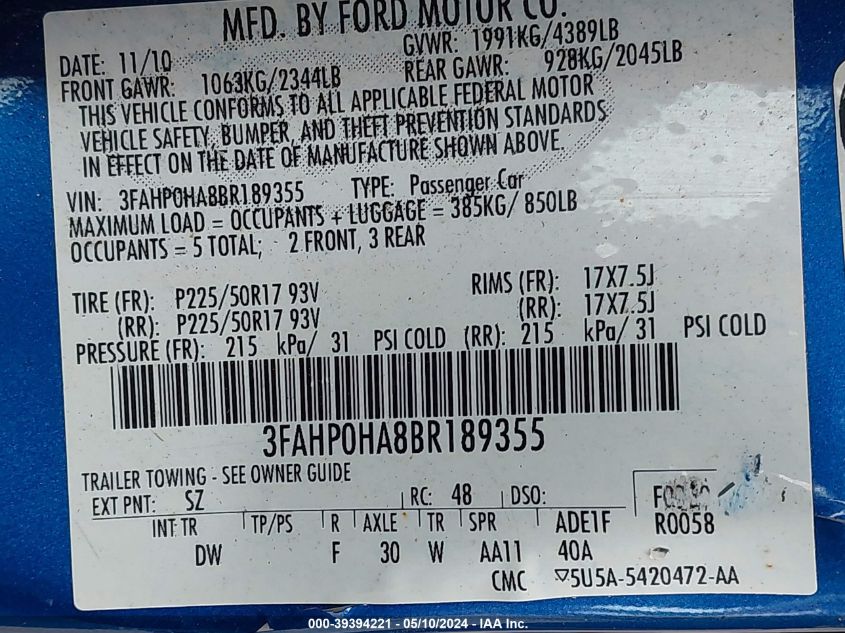 MFD. BY FORD MOTOR CO.
DATE: 11/10 GVWR: 1991KG/4389LB
FRONT GAWR: 1063KG/2344LB REAR GAWR: 928KG/2045LB
THIS VEHICLE CONFORMS TO ALL APPLICABLE FEDERAL MOTOR
VEHICLE SAFETY, BUMPER, AND THEFT PREVENTION STANDARDS
IN EFFECT ON THE DATE OF MANUFACTURE SHOWN ABOVE.
VIN: 3FAHP0HA8BR189355 TYPE: Passenger Car
MAXIMUM LOAD = OCCUPANTS + LUGGAGE = 385KG/ 850LB
OCCUPANTS = 5 TOTAL; 2 FRONT, 3 REAR
TIRE (FR): P225/50R17 93V RIMS (FR): 17X7.5J
(RR): P225/50R17 93V (RR): 17X7.5J
PRESSURE (FR): 215 kPa/ 31 PSI COLD (RR): 215 kPa/ 31 PSI COLD
3FAHP0HA8BR189355
TRAILER TOWING - SEE OWNER GUIDE
EXT PNT: SZ RC: 48 DSO:
INT TR TP/PS R AXLE TR SPR ADE1F R0058
DW F 30 W AA11 40A
CMC ▽5U5A-5420472-AA
000-39394221 - 05/10/2024 - IAA Inc.